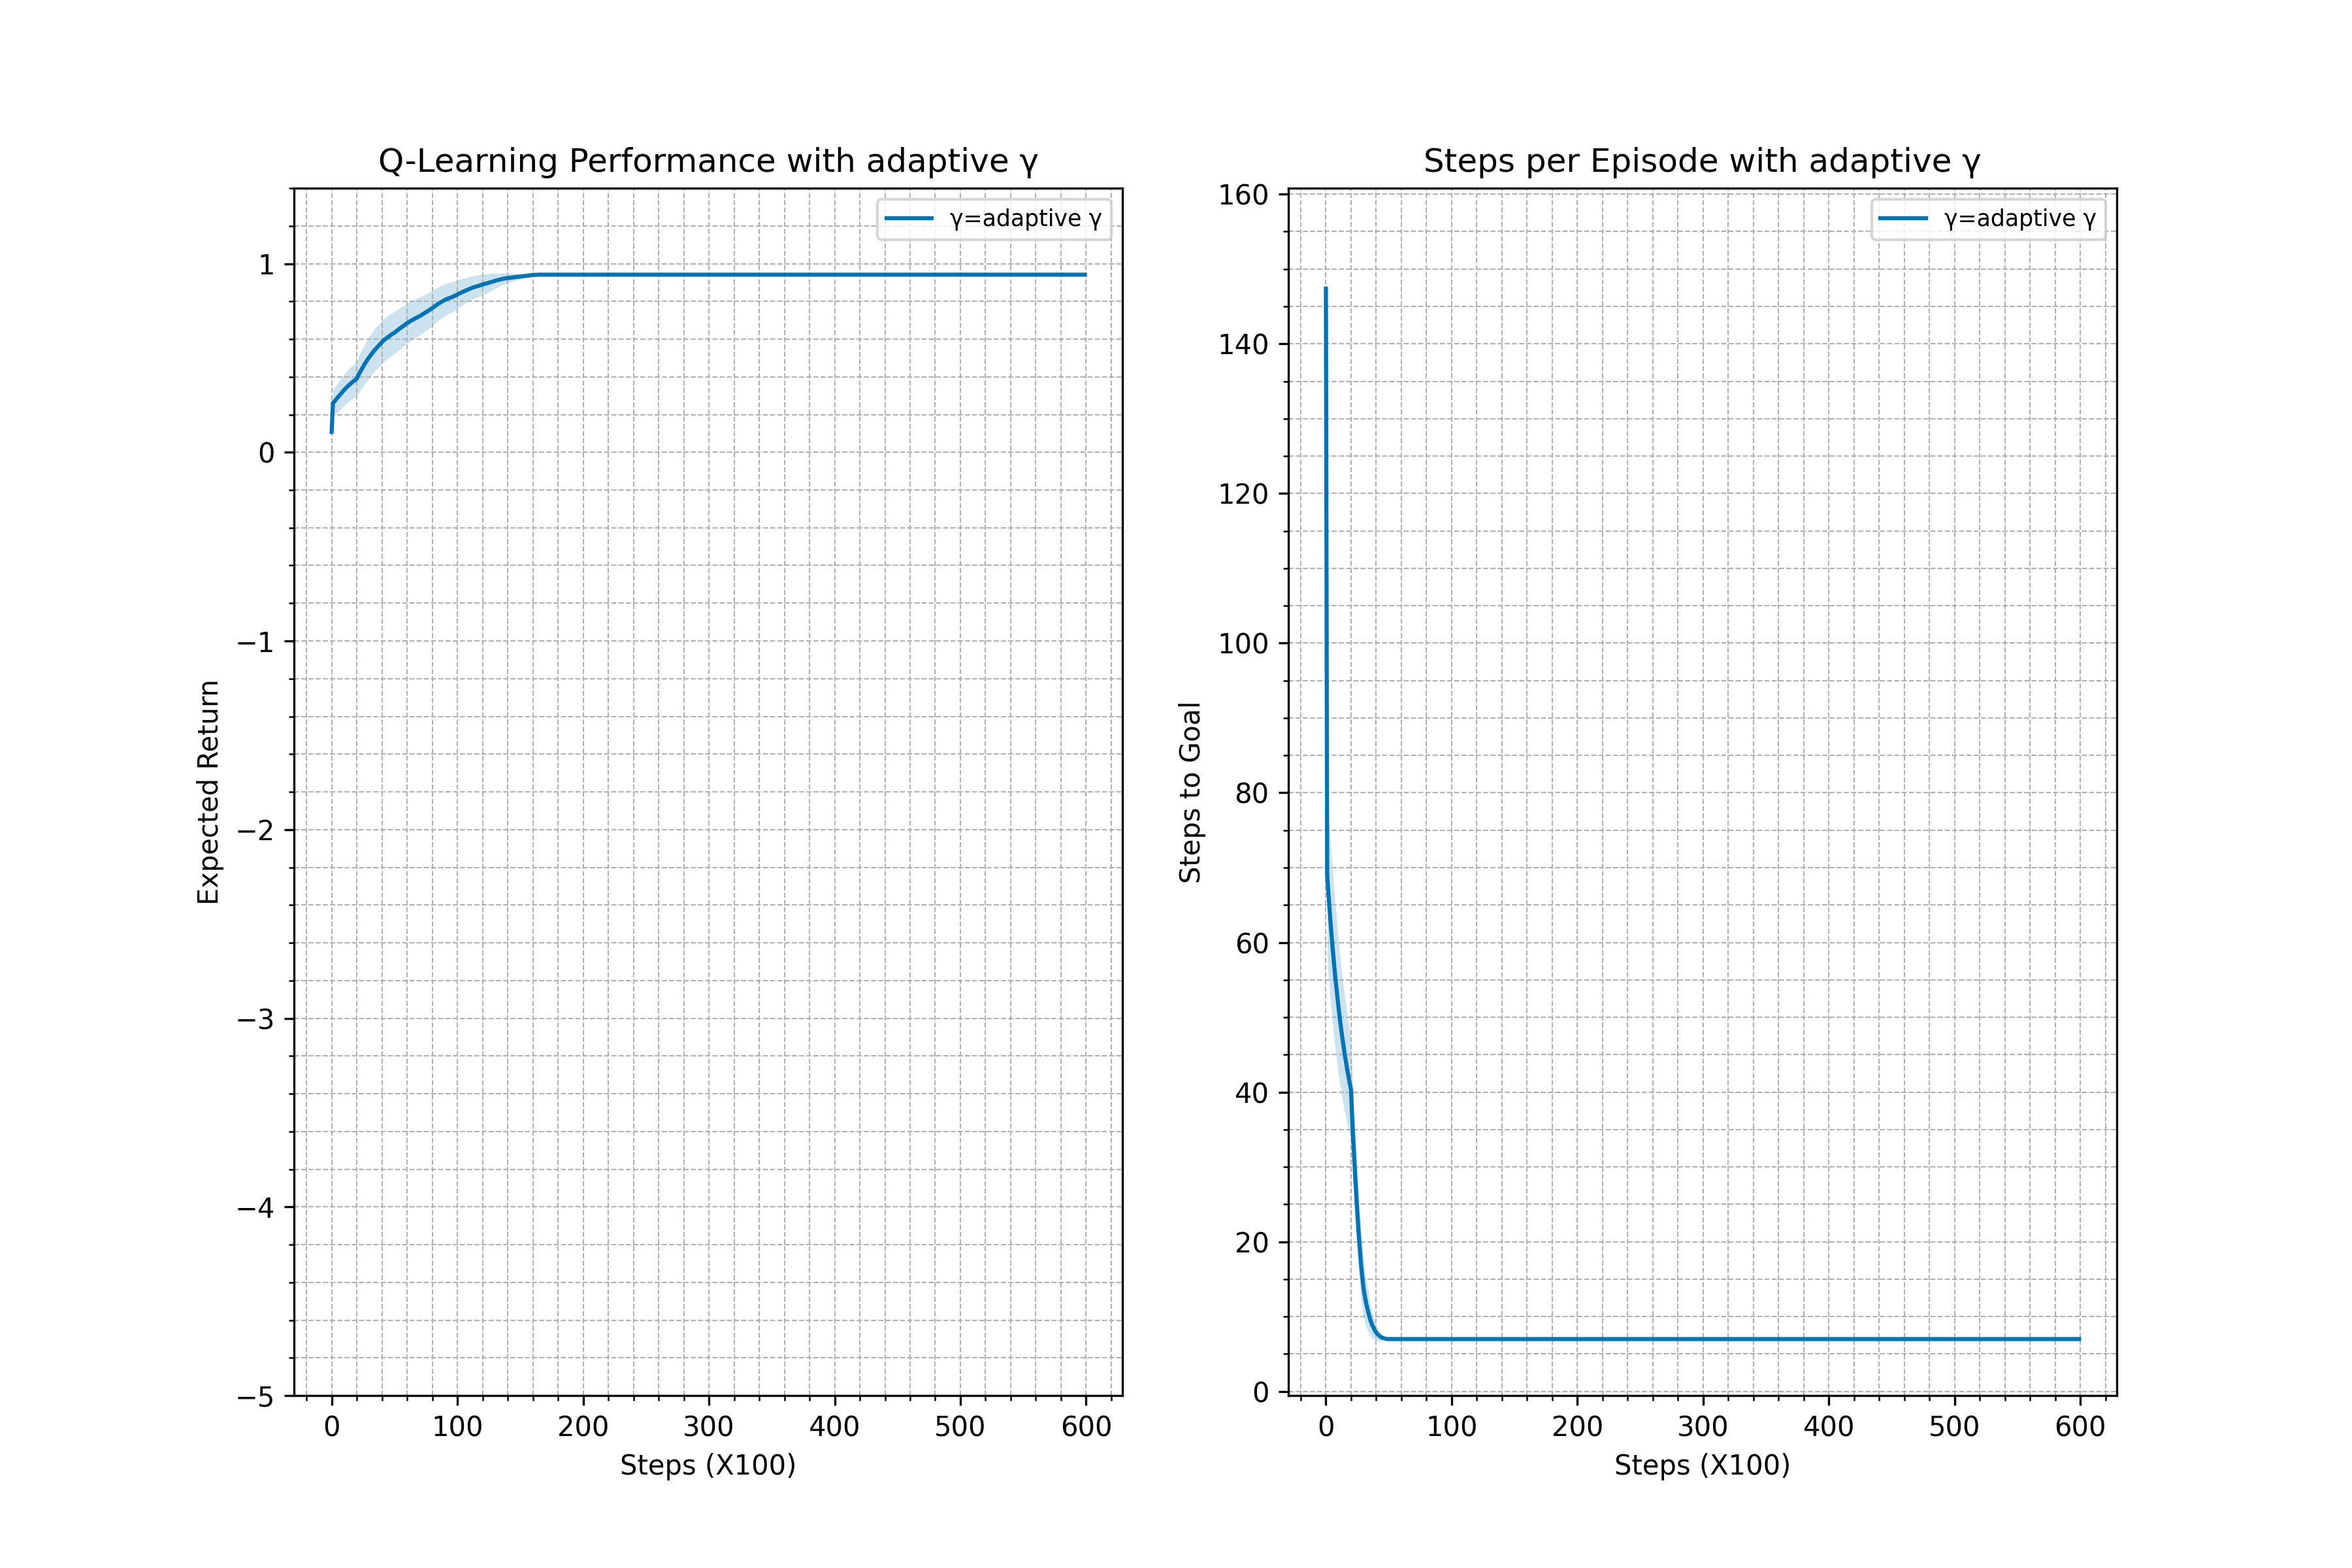 Q-Learning Performance with adaptive γ
γ=adaptive γ
1
0
−1
−2
−3
−4
−5
Expected Return
0 100 200 300 400 500 600
Steps (X100)
Steps per Episode with adaptive γ
γ=adaptive γ
160
140
120
100
80
60
40
20
0
Steps to Goal
0 100 200 300 400 500 600
Steps (X100)